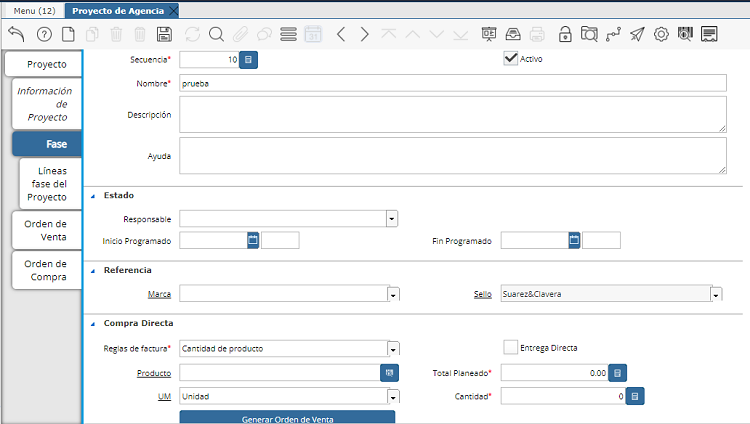 Menu (12) Proyecto de Agencia
Proyecto
Información de Proyecto
Fase
Líneas fase del Proyecto
Orden de Venta
Orden de Compra
Secuencia* 10 Activo
Nombre* prueba
Descripción
Ayuda
Estado
Responsable
Inicio Programado Fin Programado
Referencia
Marca Sello Suarez&Clavera
Compra Directa
Reglas de factura* Cantidad de producto Entrega Directa
Producto Total Planeado* 0.00
UM Unidad Cantidad* 0
Generar Orden de Venta